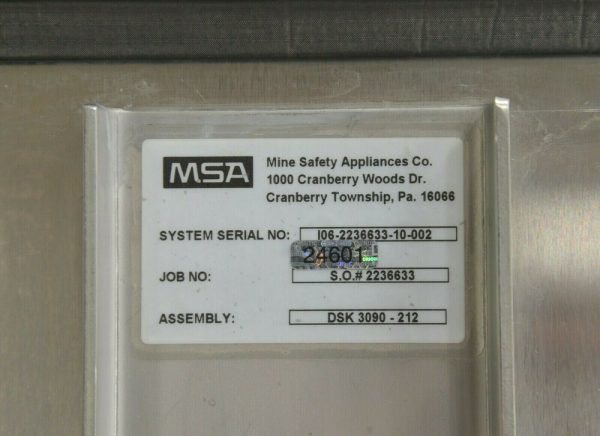 MSA
Mine Safety Appliances Co.
1000 Cranberry Woods Dr.
Cranberry Township, Pa. 16066
SYSTEM SERIAL NO: I06-2236633-10-002
24601
JOB NO: S.O.# 2236633
ASSEMBLY: DSK 3090 - 212